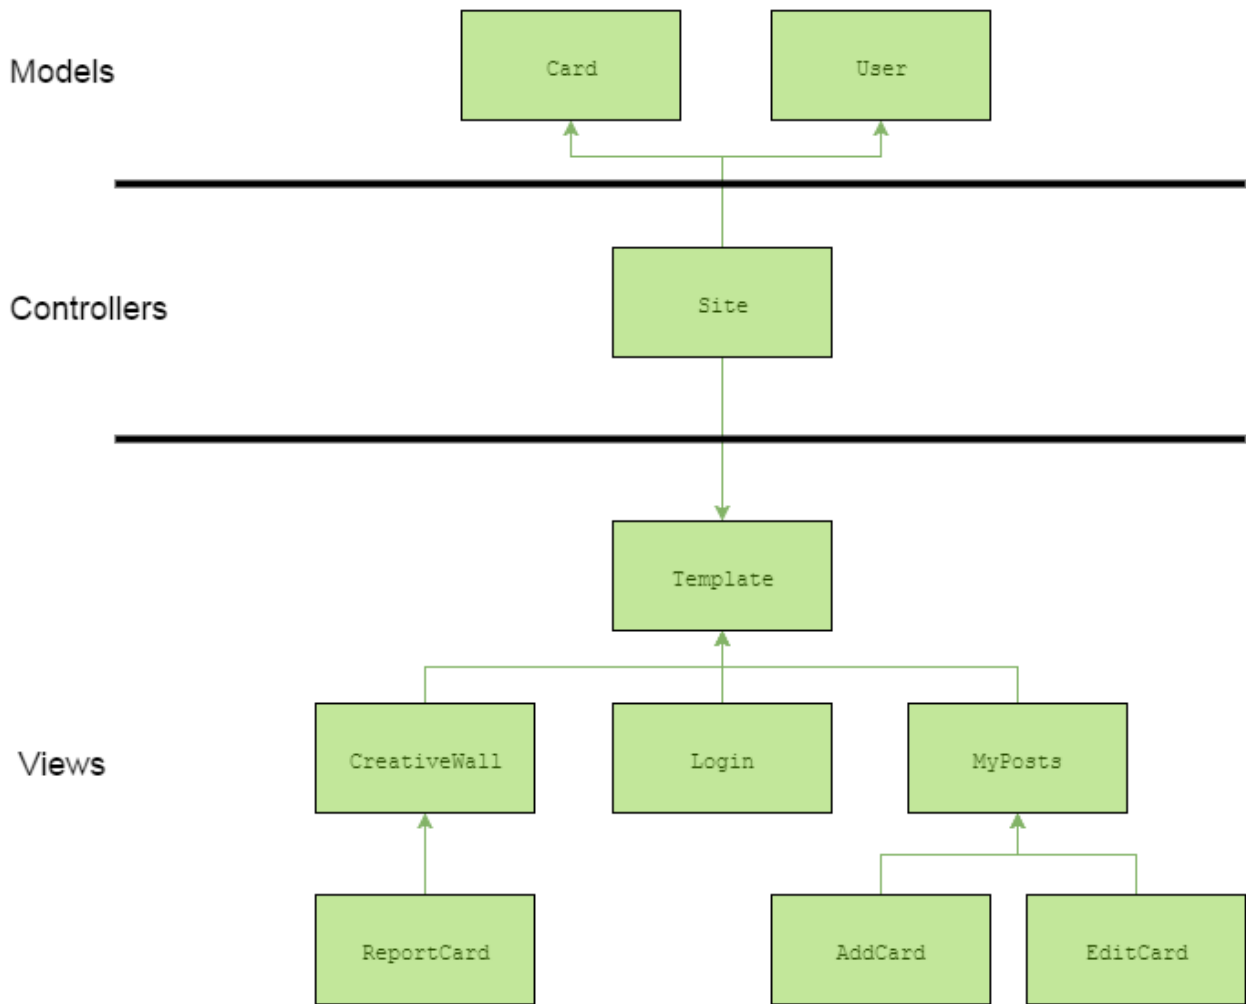 Models
Card
User
Controllers
Site
Template
Views
CreativeWall
Login
MyPosts
ReportCard
AddCard
EditCard